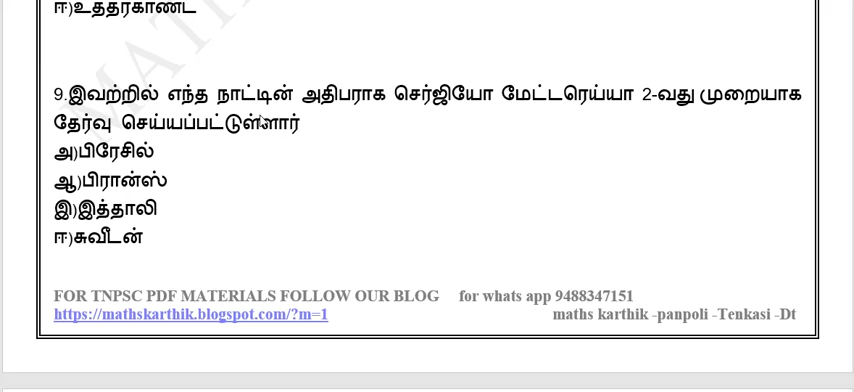 ஈ)உத்தரகாண்ட்
9.இவற்றில் எந்த நாட்டின் அதிபராக செர்ஜியோ மேட்டரெய்யா 2-வது முறையாக
தேர்வு செய்யப்பட்டுள்ளார்
அ)பிரேசில்
ஆ)பிரான்ஸ்
இ)இத்தாலி
ஈ)சுவீடன்
FOR TNPSC PDF MATERIALS FOLLOW OUR BLOG for whats app 9488347151
https://mathskarthik.blogspot.com/?m=1 maths karthik -panpoli -Tenkasi -Dt